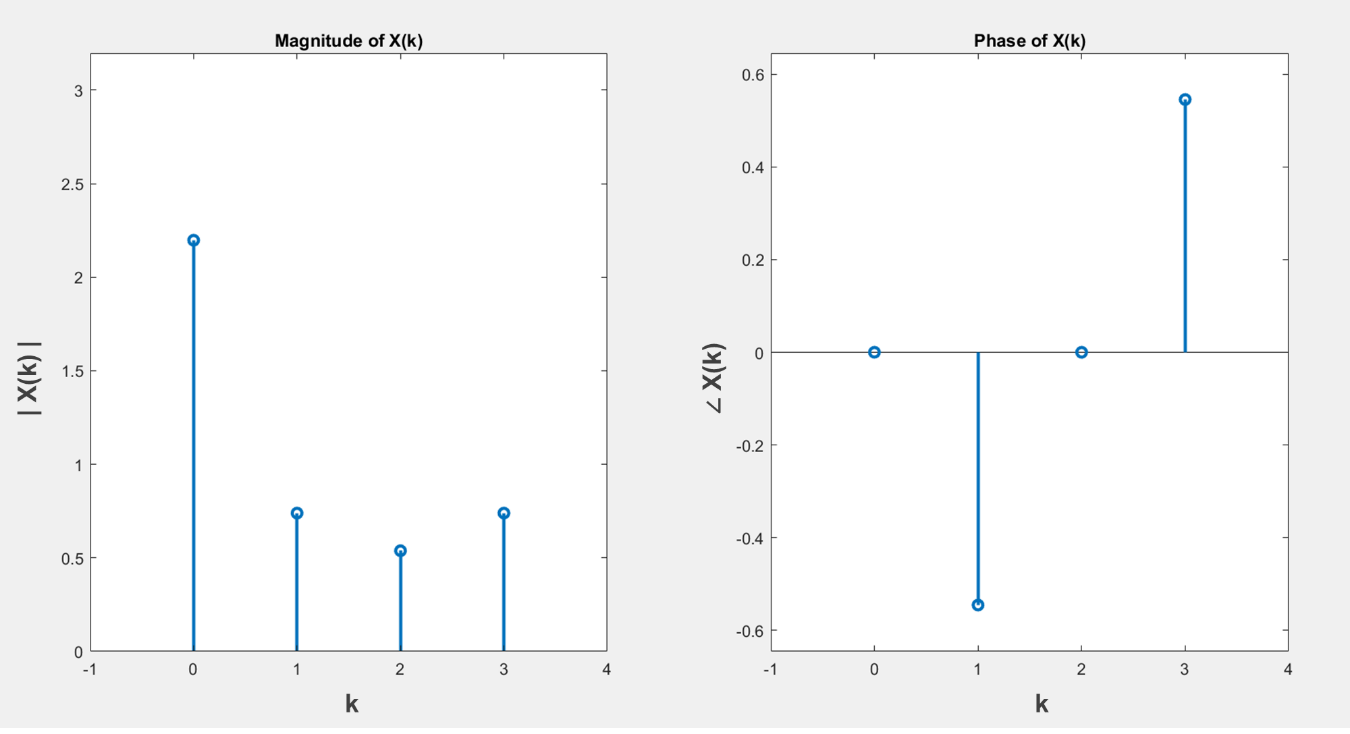 Magnitude of X(k)
3
2.5
2
1.5
1
0.5
0
-1 0 1 2 3 4
| X(k) |
k
Phase of X(k)
0.6
0.4
0.2
0
-0.2
-0.4
-0.6
-1 0 1 2 3 4
∠ X(k)
k